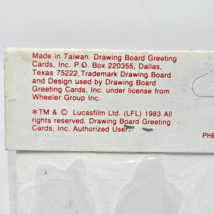 Made in Taiwan. Drawing Board Greeting
Cards, Inc. P.O. Box 220355, Dallas,
Texas 75222. Trademark Drawing Board
and Design used by Drawing Board
Greeting Cards, Inc. under license from
Wheeler Group Inc.
*TM & © Lucasfilm Ltd. (LFL) 1983 All
rights reserved. Drawing Board Greeting
Cards, Inc. Authorized User.